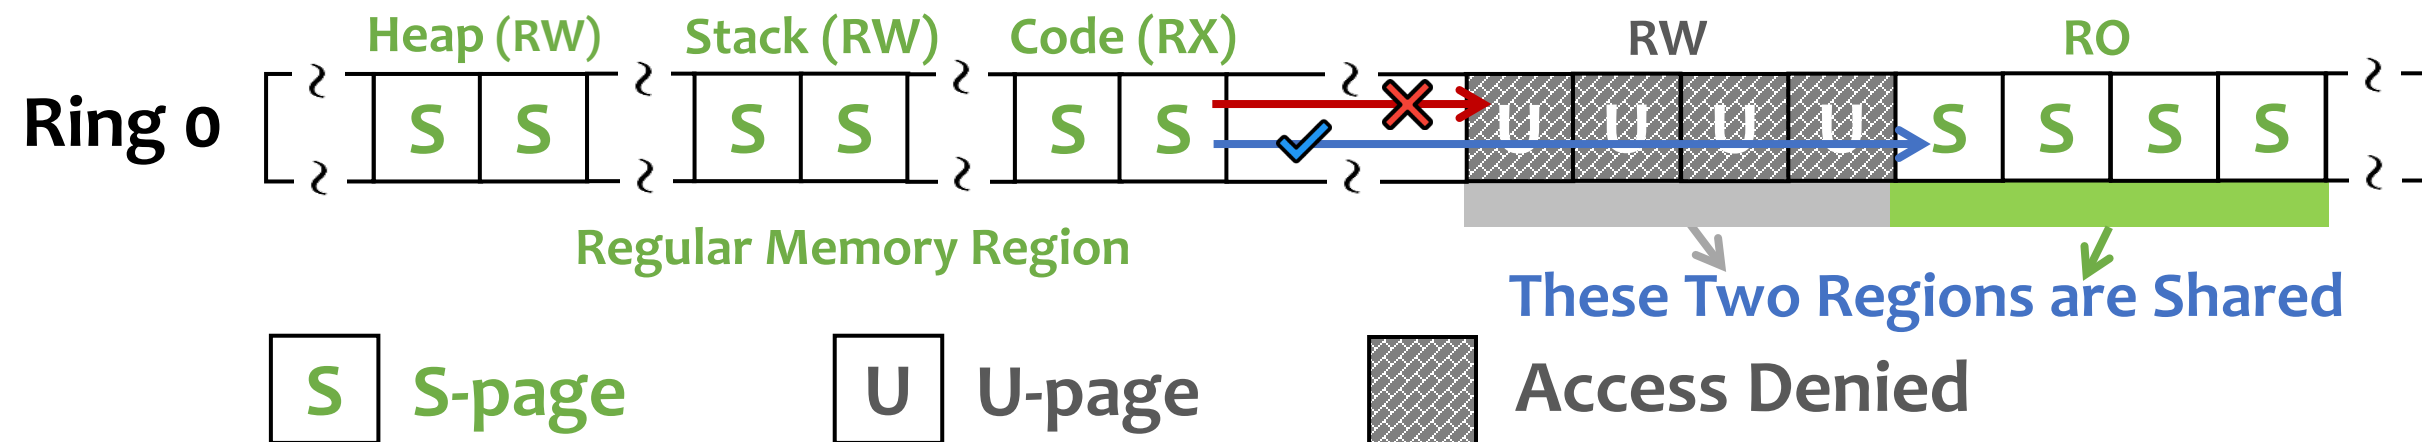 Heap (RW) Stack (RW) Code (RX) RW RO
Ring 0 S S S S S S U U U U S S S S
Regular Memory Region
These Two Regions are Shared
S S-page U U-page Access Denied